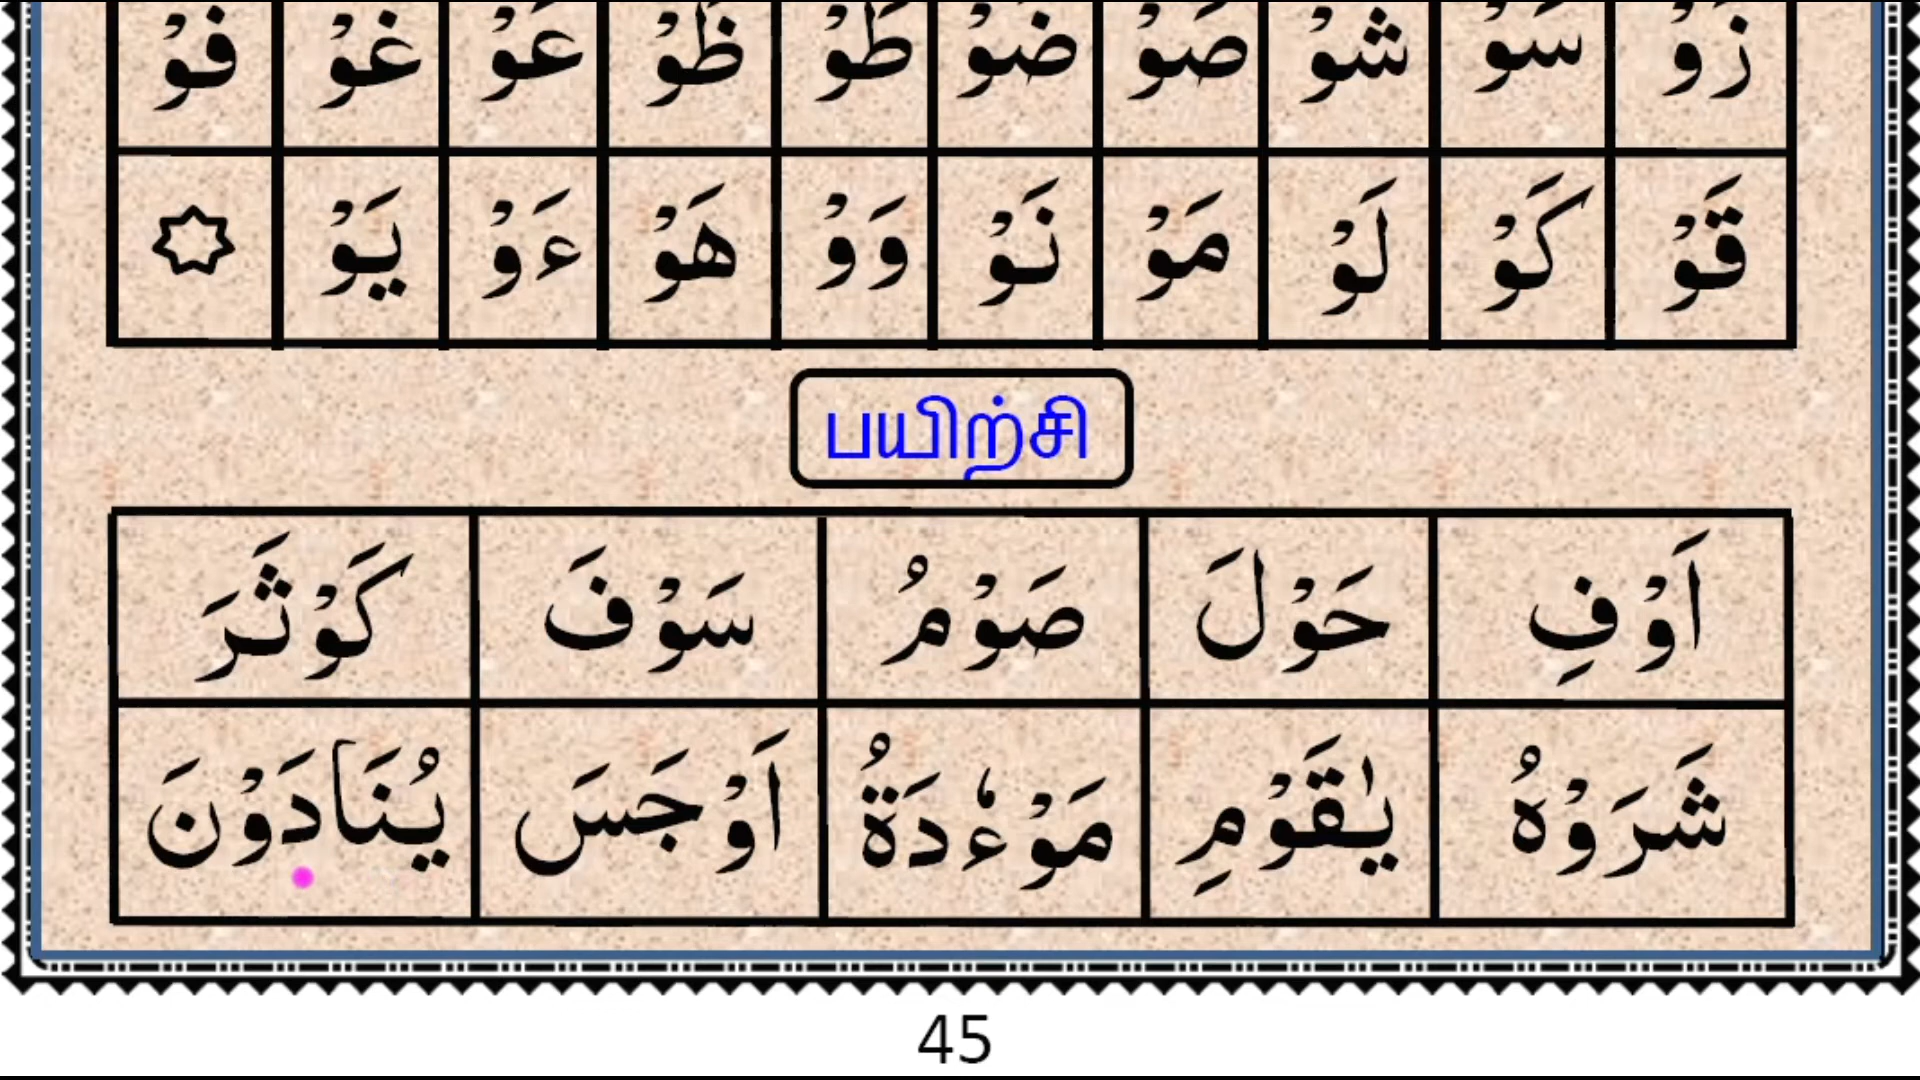 زَوْ سَوْ شَوْ صَوْ ضَوْ طَوْ ظَوْ عَوْ غَوْ فَوْ
قَوْ كَوْ لَوْ مَوْ نَوْ وَوْ هَوْ ءَوْ يَوْ
பயிற்சி
اَوْفِ حَوْلَ صَوْمُ سَوْفَ كَوْثَرَ
شَرَوْهُ يٰقَوْمِ مَوْءٗدَةُ اَوْجَسَ يُنَادَوْنَ
45